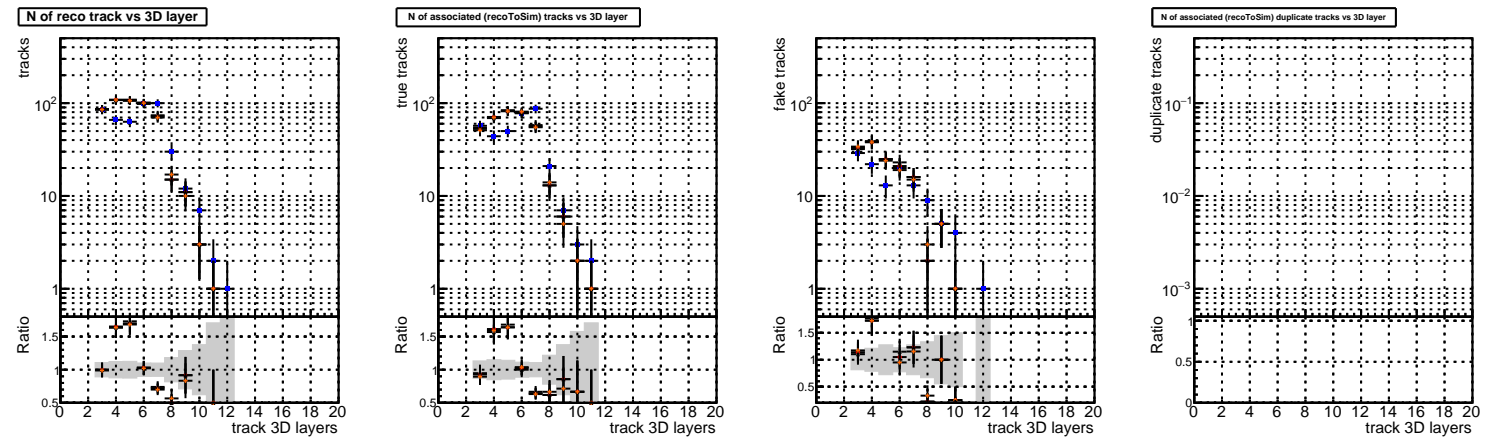 N of reco track vs 3D layer
tracks
10²
10
1
Ratio
1.5
1
0.5
0 2 4 6 8 10 12 14 16 18 20
track 3D layers
N of associated (recoToSim) tracks vs 3D layer
true tracks
10²
10
1
Ratio
1.5
1
0.5
0 2 4 6 8 10 12 14 16 18 20
track 3D layers
fake tracks
10²
10
1
Ratio
1.5
1
0.5
0 2 4 6 8 10 12 14 16 18 20
track 3D layers
N of associated (recoToSim) duplicate tracks vs 3D layer
duplicate tracks
10⁻¹
10⁻²
10⁻³
Ratio
1
0.5
0
0 2 4 6 8 10 12 14 16 18 20
track 3D layers